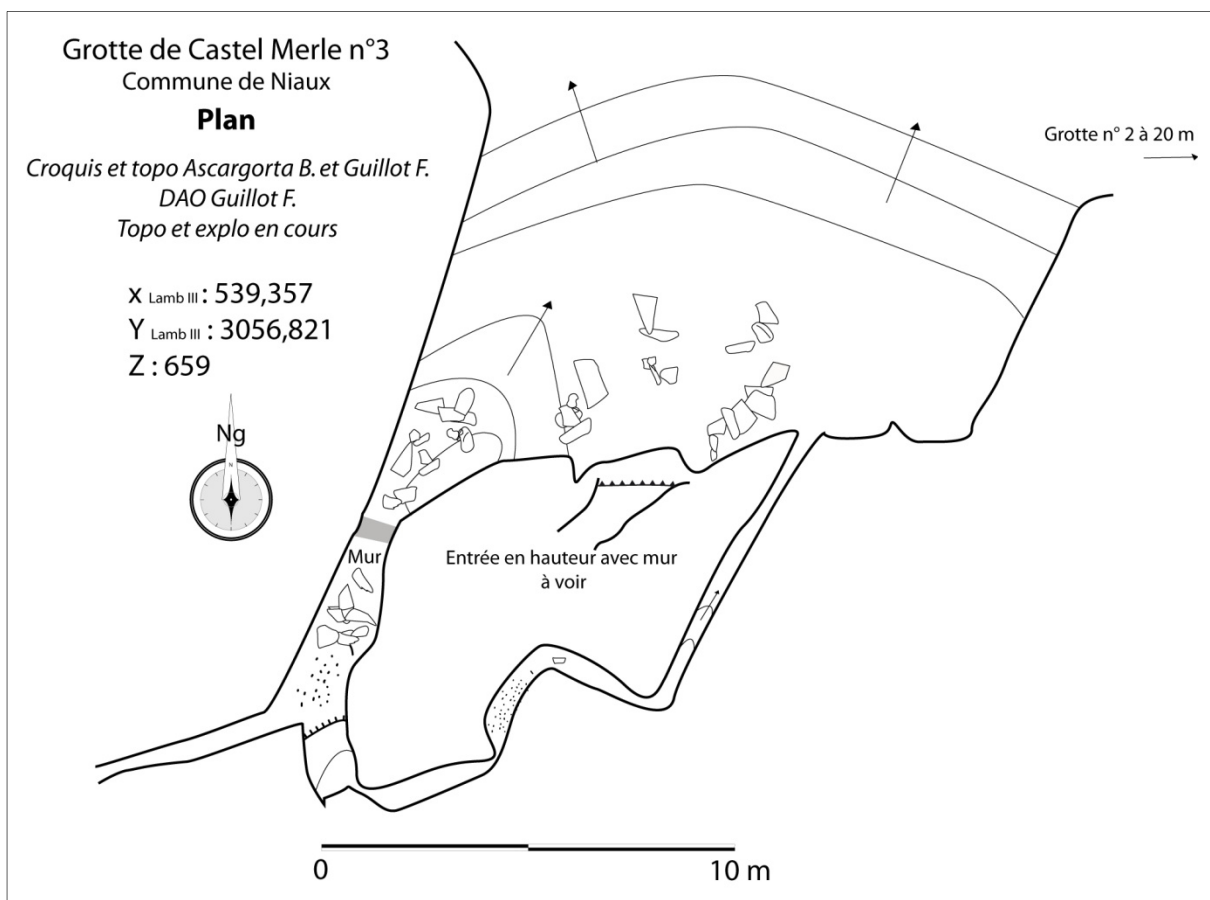 Grotte de Castel Merle n°3
Commune de Niaux
Plan
Croquis et topo Ascargorta B. et Guillot F.
DAO Guillot F.
Topo et explo en cours
x Lamb III : 539,357
Y Lamb III : 3056,821
Z : 659
Ng
N
Grotte n° 2 à 20 m
Mur
Entrée en hauteur avec mur
à voir
0
10 m